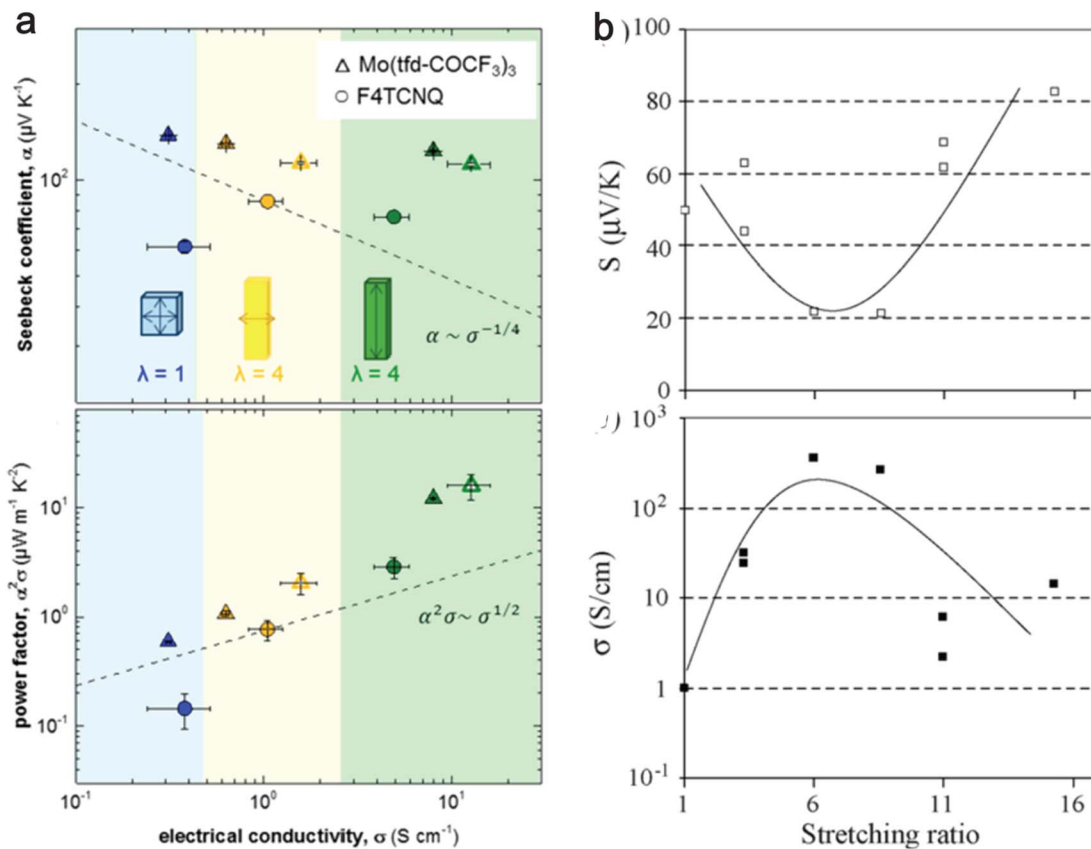 a
Seebeck coefficient, α (µV K⁻¹)
10²
△ Mo(tfd-COCF₃)₃
○ F4TCNQ
λ = 1
λ = 4
λ = 4
α ~ σ⁻¹/⁴
power factor, α²σ (µW m⁻¹ K⁻²)
10¹
10⁰
10⁻¹
α²σ~ σ¹/²
10⁻¹
10⁰
10¹
electrical conductivity, σ (S cm⁻¹)
b
S (µV/K)
100
80
60
40
20
0
σ (S/cm)
10³
10²
10
1
10⁻¹
1
6
11
16
Stretching ratio